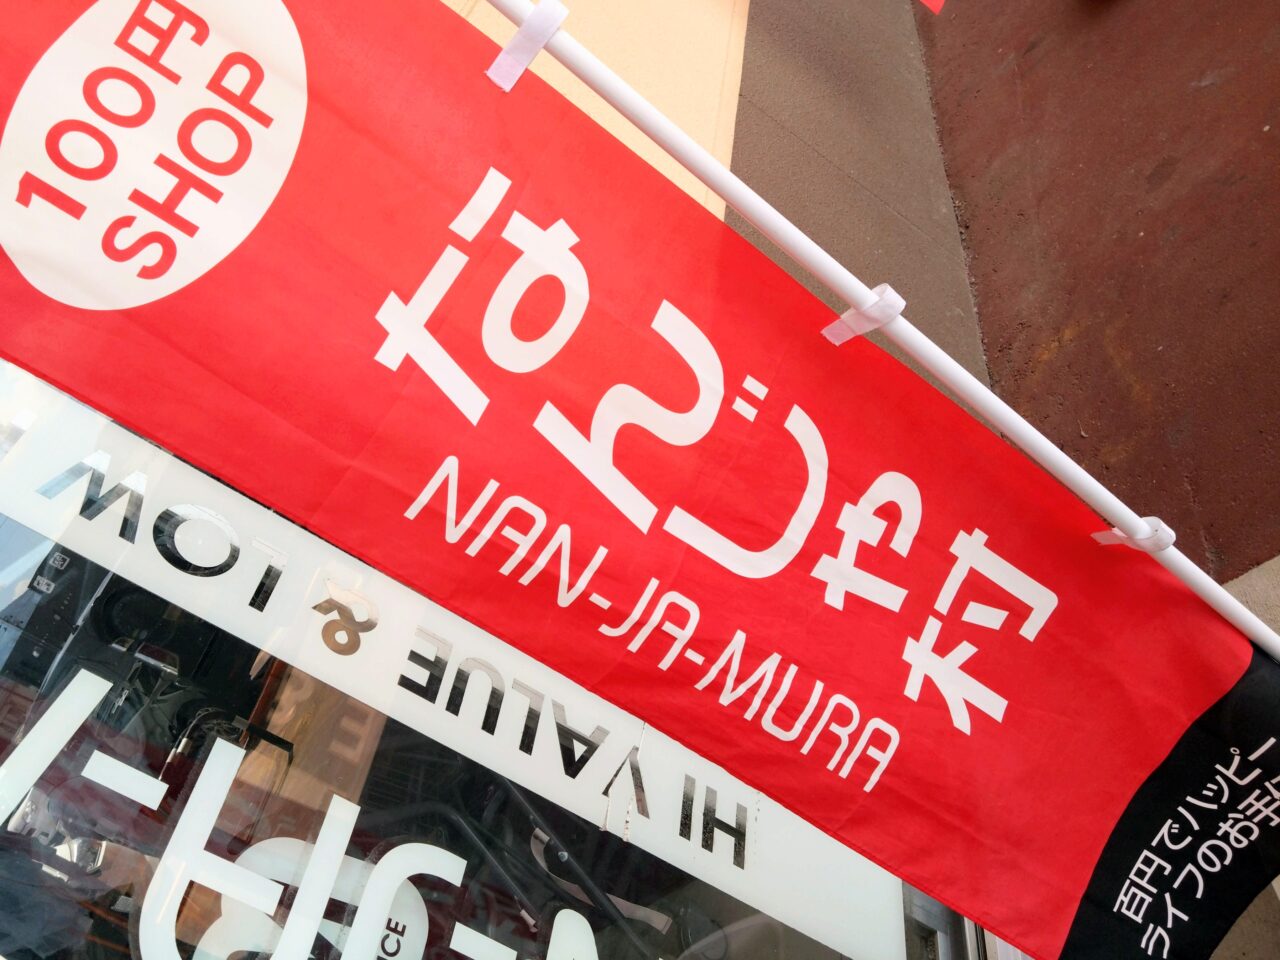 100円
SHOP
なんじゃ村
NAN-JA-MURA
百円でハッピー
ライフのお手
HI VALUE & LOW